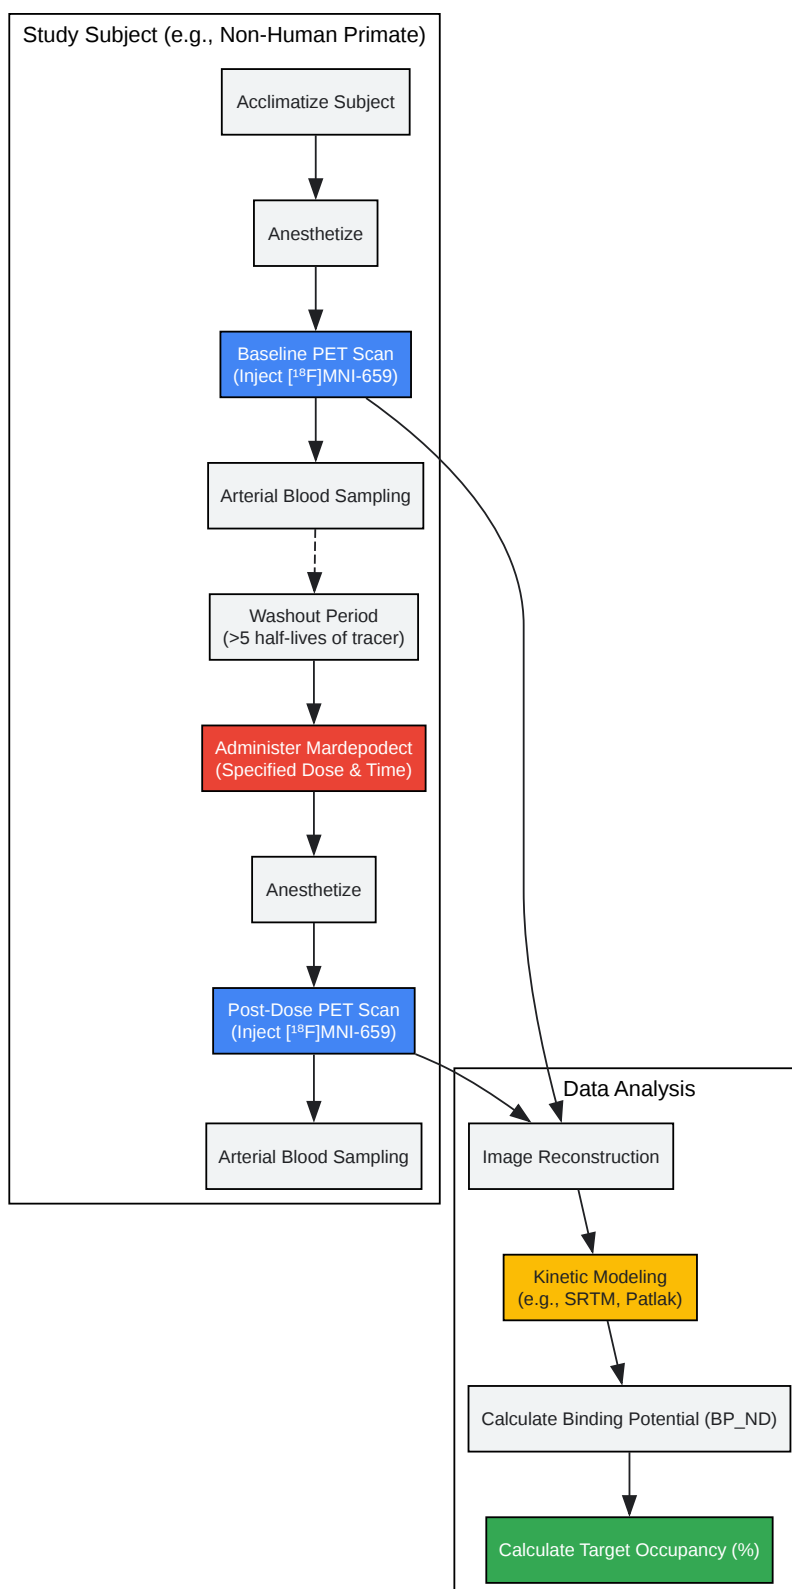 Study Subject (e.g., Non-Human Primate)
Acclimatize Subject
Anesthetize
Baseline PET Scan
(Inject [¹⁸F]MNI-659)
Arterial Blood Sampling
Washout Period
(>5 half-lives of tracer)
Administer Mardepodect
(Specified Dose & Time)
Anesthetize
Post-Dose PET Scan
(Inject [¹⁸F]MNI-659)
Arterial Blood Sampling
Data Analysis
Image Reconstruction
Kinetic Modeling
(e.g., SRTM, Patlak)
Calculate Binding Potential (BP_ND)
Calculate Target Occupancy (%)